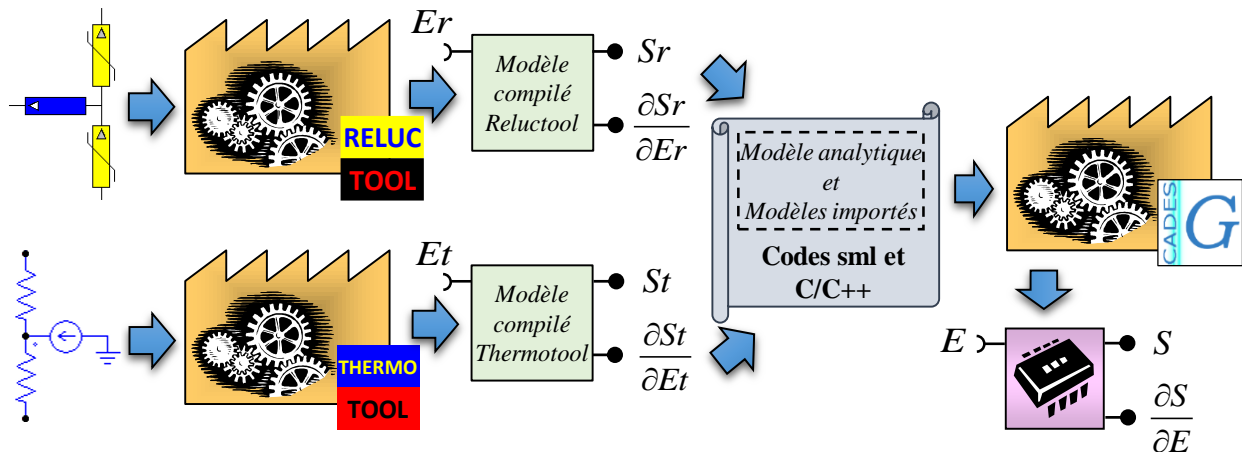 Er
Modèle
compilé
Reluctool
Sr
∂Sr
∂Er
RELUC
TOOL
Modèle analytique
et
Modèles importés
Codes sml et
C/C++
CADES
G
Et
Modèle
compilé
Thermotool
St
∂St
∂Et
THERMO
TOOL
E
S
∂S
∂E